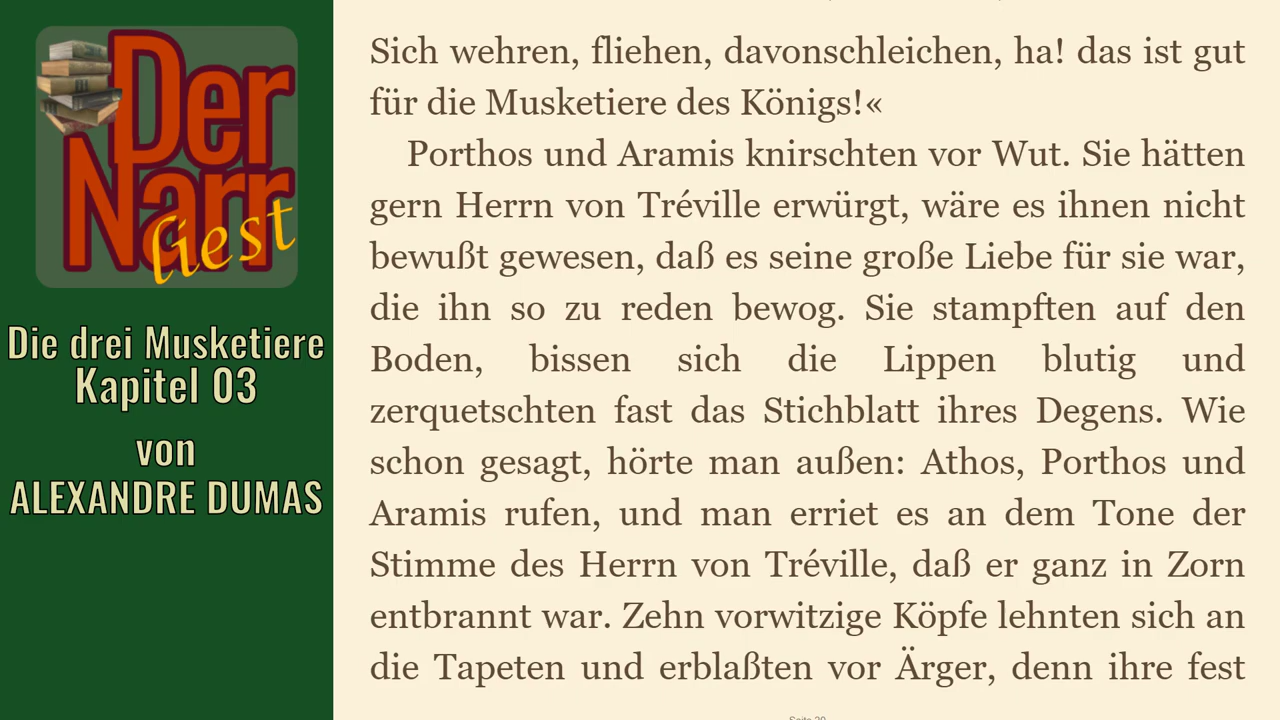 Der
Narr
liest
Die drei Musketiere
Kapitel 03
von
ALEXANDRE DUMAS
Sich wehren, fliehen, davonschleichen, ha! das ist gut
für die Musketiere des Königs!«
Porthos und Aramis knirschten vor Wut. Sie hätten
gern Herrn von Tréville erwürgt, wäre es ihnen nicht
bewußt gewesen, daß es seine große Liebe für sie war,
die ihn so zu reden bewog. Sie stampften auf den
Boden, bissen sich die Lippen blutig und
zerquetschten fast das Stichblatt ihres Degens. Wie
schon gesagt, hörte man außen: Athos, Porthos und
Aramis rufen, und man erriet es an dem Tone der
Stimme des Herrn von Tréville, daß er ganz in Zorn
entbrannt war. Zehn vorwitzige Köpfe lehnten sich an
die Tapeten und erblaßten vor Ärger, denn ihre fest